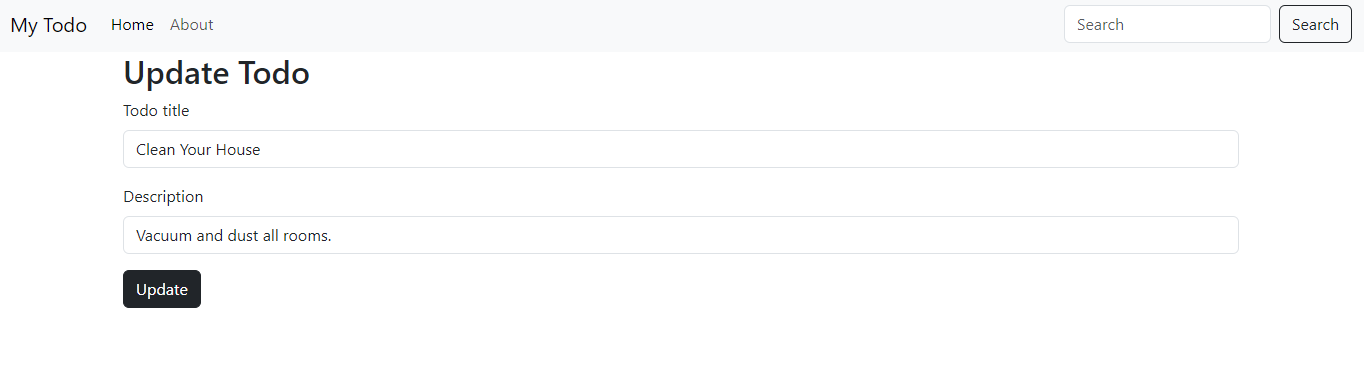 My Todo Home About Search Search
Update Todo
Todo title
Clean Your House
Description
Vacuum and dust all rooms.
Update